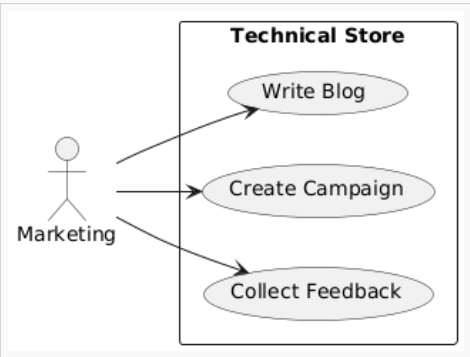 Technical Store
Write Blog
Create Campaign
Marketing
Collect Feedback